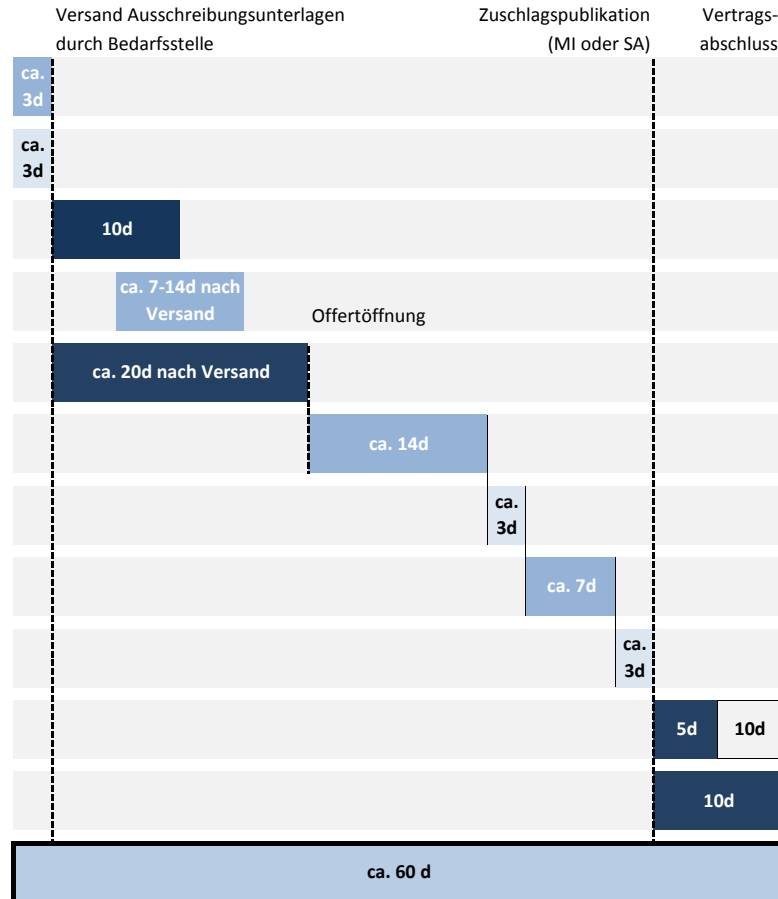 Versand Ausschreibungsunterlagen
durch Bedarfsstelle
Zuschlagspublikation
(MI oder SA)
Vertrags-
abschluss
ca.
3d
ca.
3d
10d
ca. 7-14d nach
Versand
Offertöffnung
ca. 20d nach Versand
ca. 14d
ca.
3d
ca. 7d
ca.
3d
5d
10d
10d
ca. 60 d